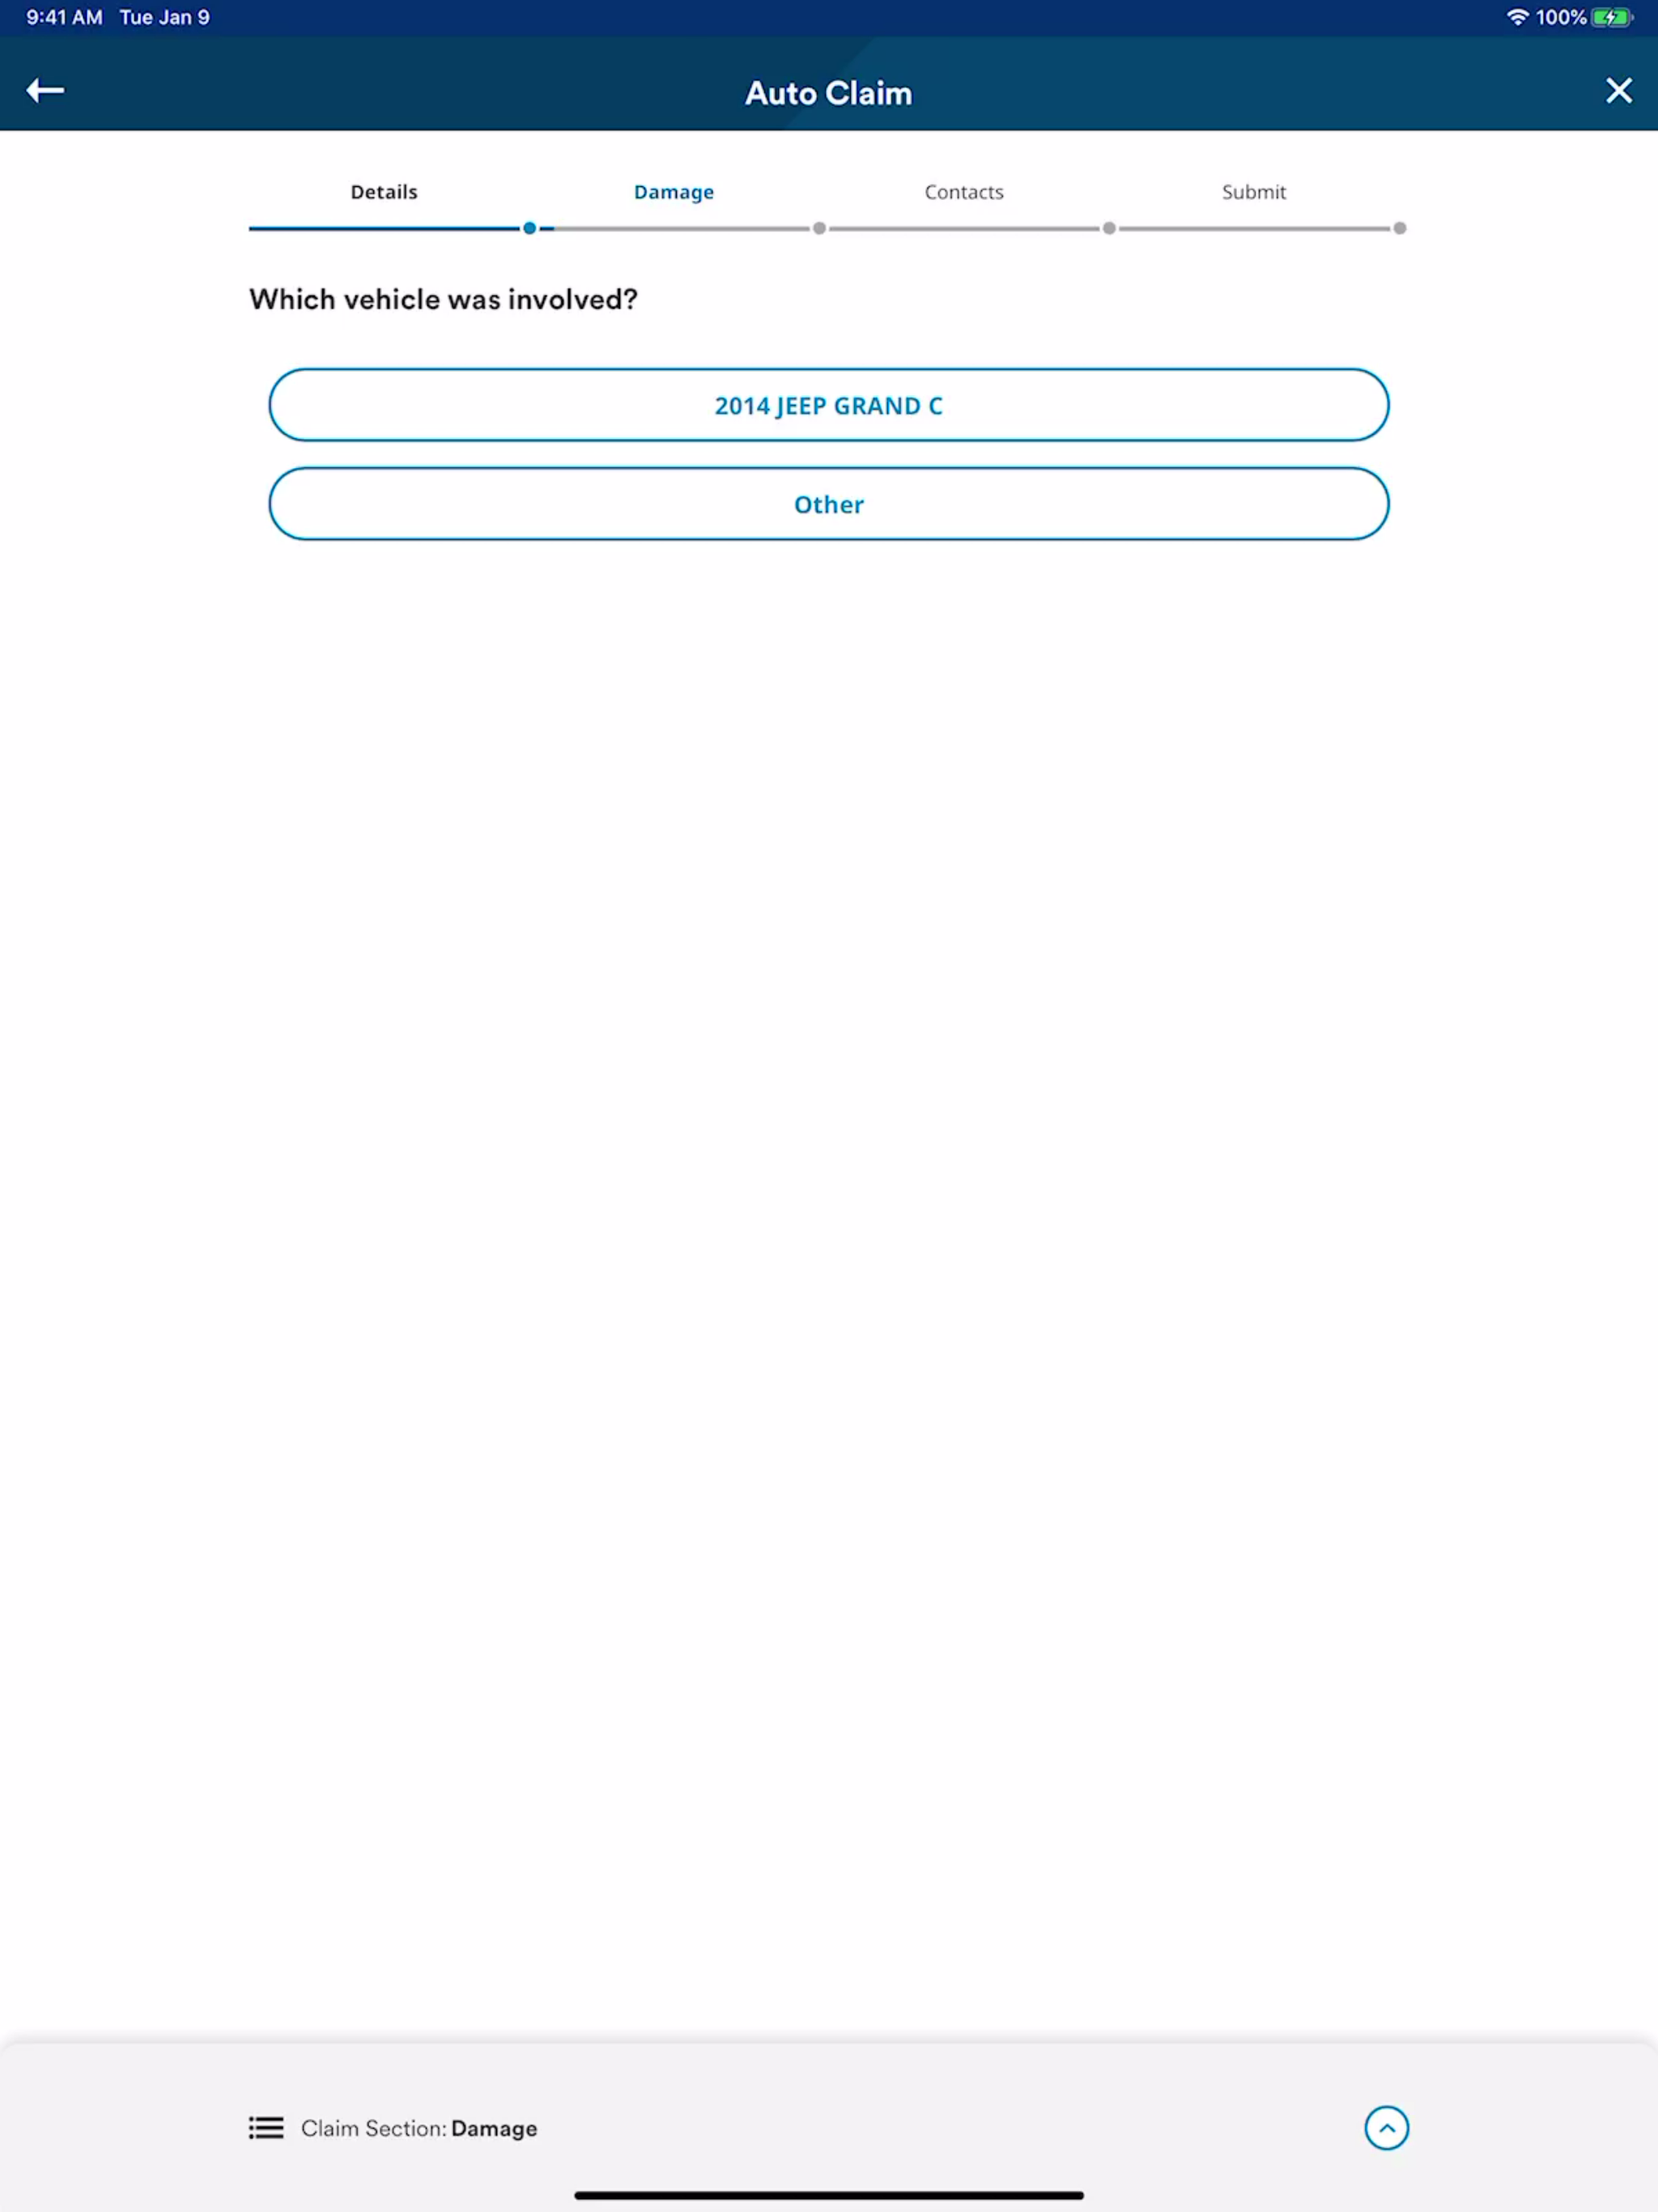 9:41 AM Tue Jan 9 100%
Auto Claim
Details Damage Contacts Submit
Which vehicle was involved?
2014 JEEP GRAND C
Other
Claim Section: Damage